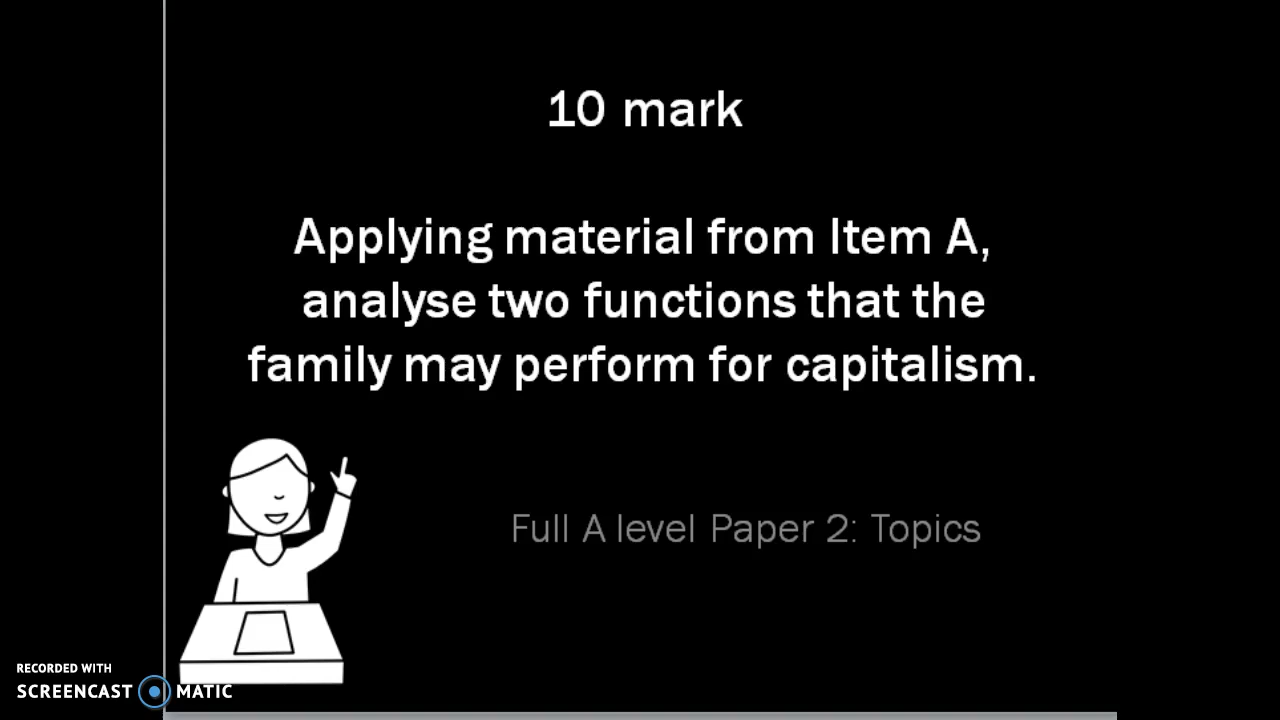 10 mark
Applying material from Item A,
analyse two functions that the
family may perform for capitalism.
Full A level Paper 2: Topics
RECORDED WITH
SCREENCAST MATIC